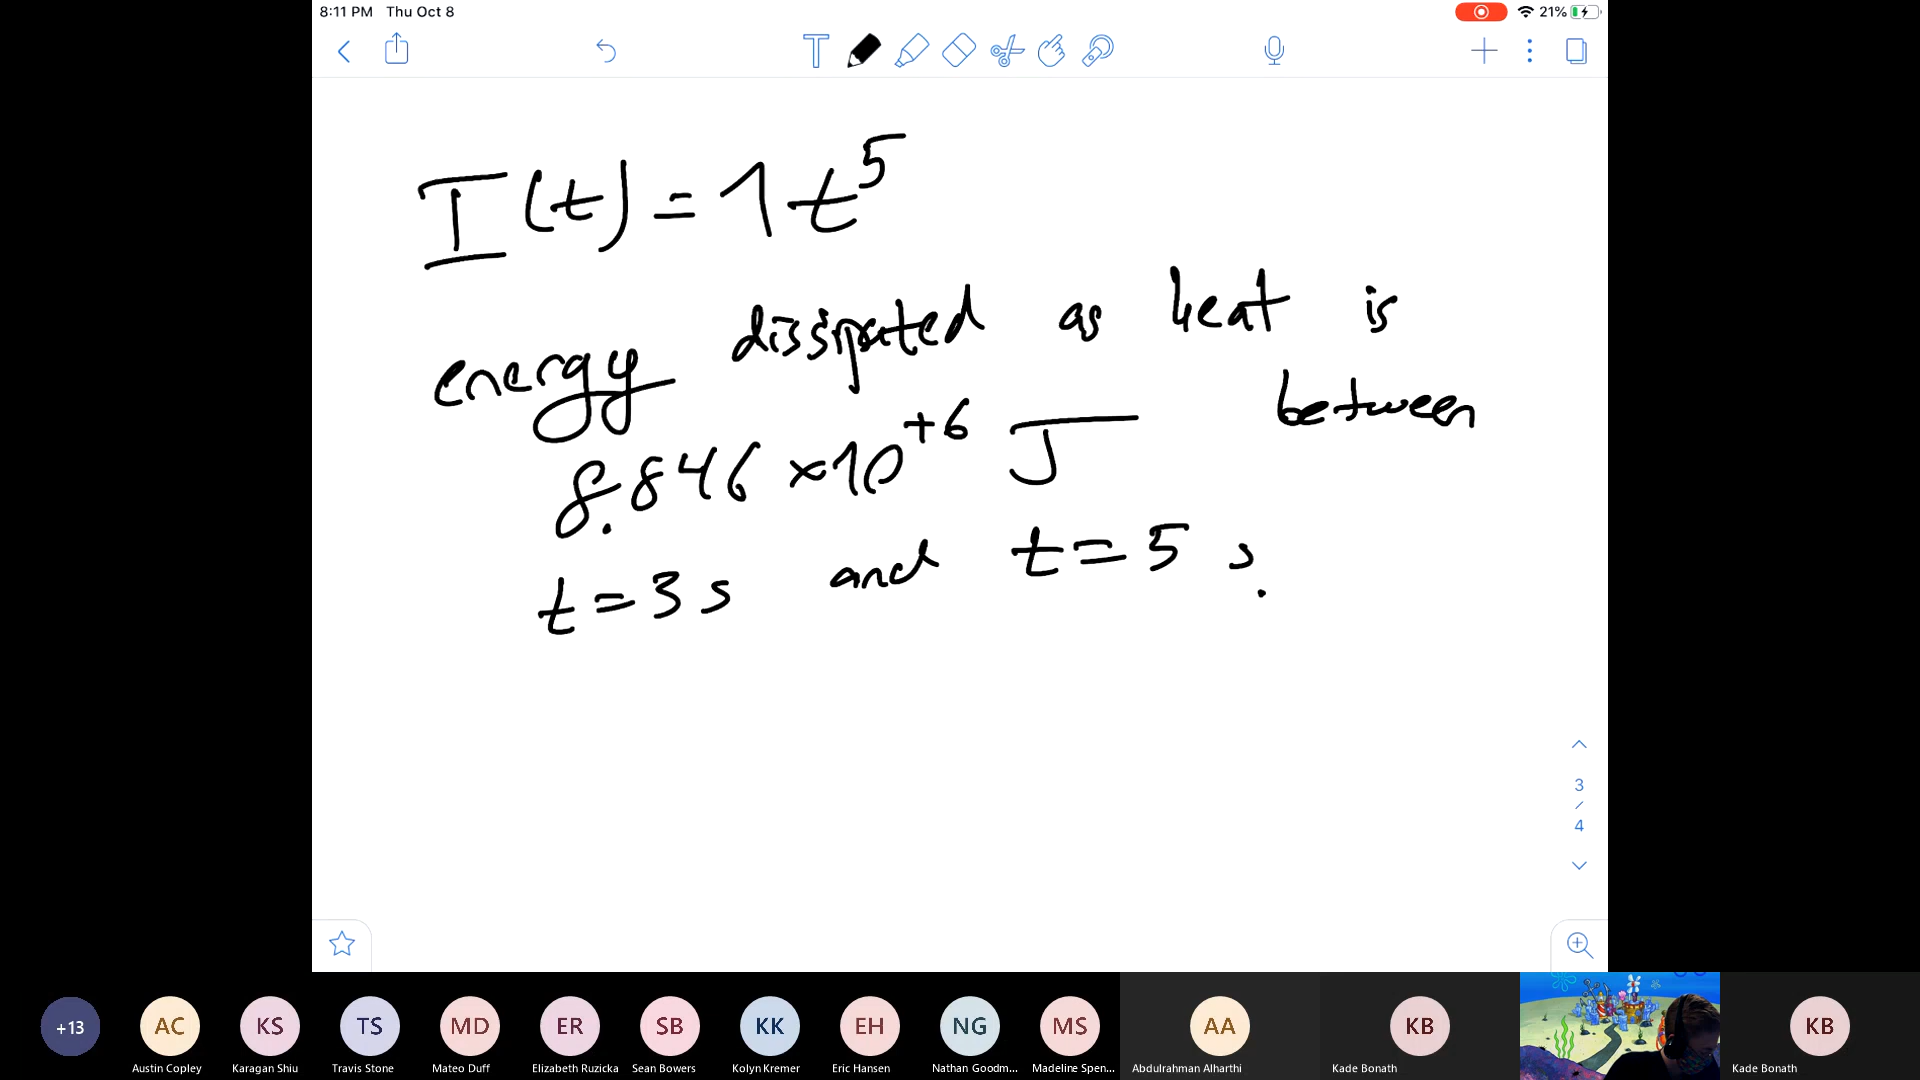 8:11 PM Thu Oct 8
21%
I(t) = 1 t^5
energy dissipated as heat is
8.846 × 10^+6 J between
t = 3 s and t = 5 s.
3
/
4
+13
AC
KS
TS
MD
ER
SB
KK
EH
NG
MS
AA
KB
KB
Austin Copley
Karagan Shiu
Travis Stone
Mateo Duff
Elizabeth Ruzicka
Sean Bowers
Kolyn Kremer
Eric Hansen
Nathan Goodm...
Madeline Spen...
Abdulrahman Alharthi
Kade Bonath
Kade Bonath